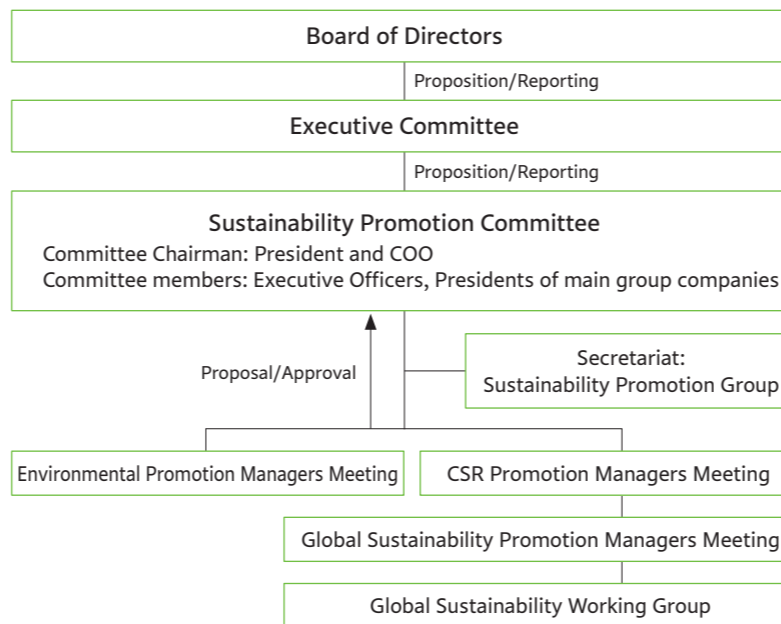 Board of Directors
Proposition/Reporting
Executive Committee
Proposition/Reporting
Sustainability Promotion Committee
Committee Chairman: President and COO
Committee members: Executive Officers, Presidents of main group companies
Proposal/Approval
Secretariat:
Sustainability Promotion Group
Environmental Promotion Managers Meeting
CSR Promotion Managers Meeting
Global Sustainability Promotion Managers Meeting
Global Sustainability Working Group